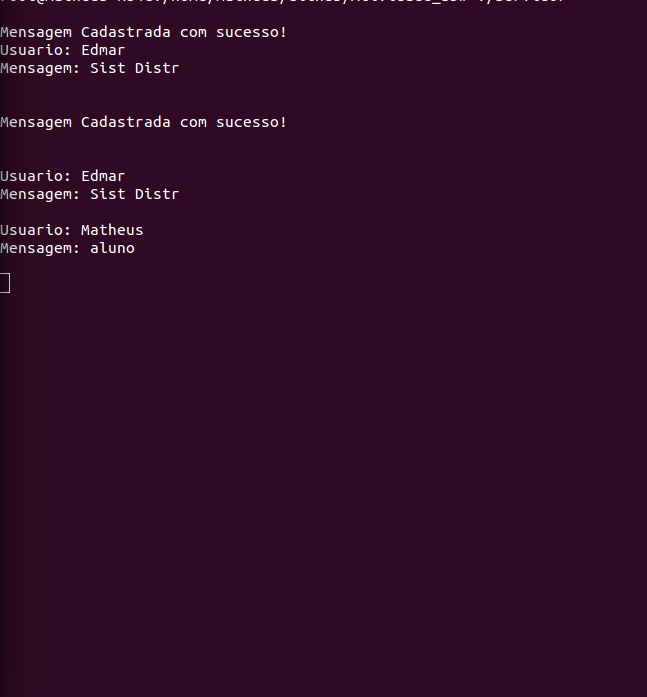 Mensagem Cadastrada com sucesso!
Usuario: Edmar
Mensagem: Sist Distr
Mensagem Cadastrada com sucesso!
Usuario: Edmar
Mensagem: Sist Distr
Usuario: Matheus
Mensagem: aluno